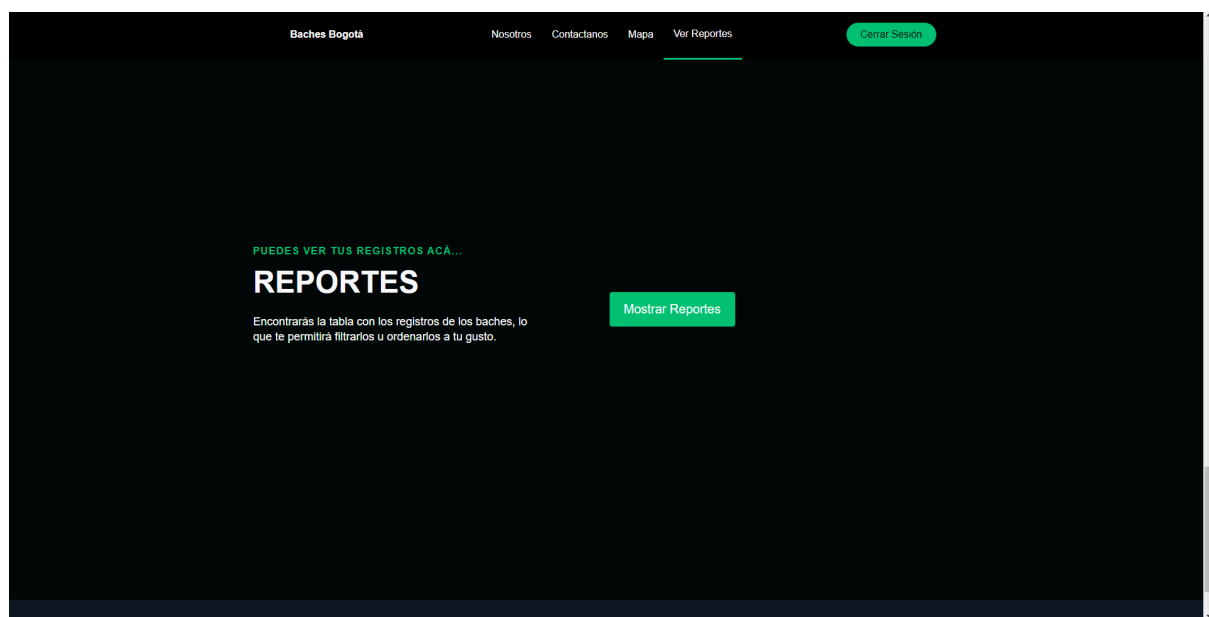 Baches Bogotá
Nosotros
Contactanos
Mapa
Ver Reportes
Cerrar Sesión
PUEDES VER TUS REGISTROS ACÁ...
REPORTES
Encontrarás la tabla con los registros de los baches, lo
que te permitirá filtrarlos u ordenarlos a tu gusto.
Mostrar Reportes